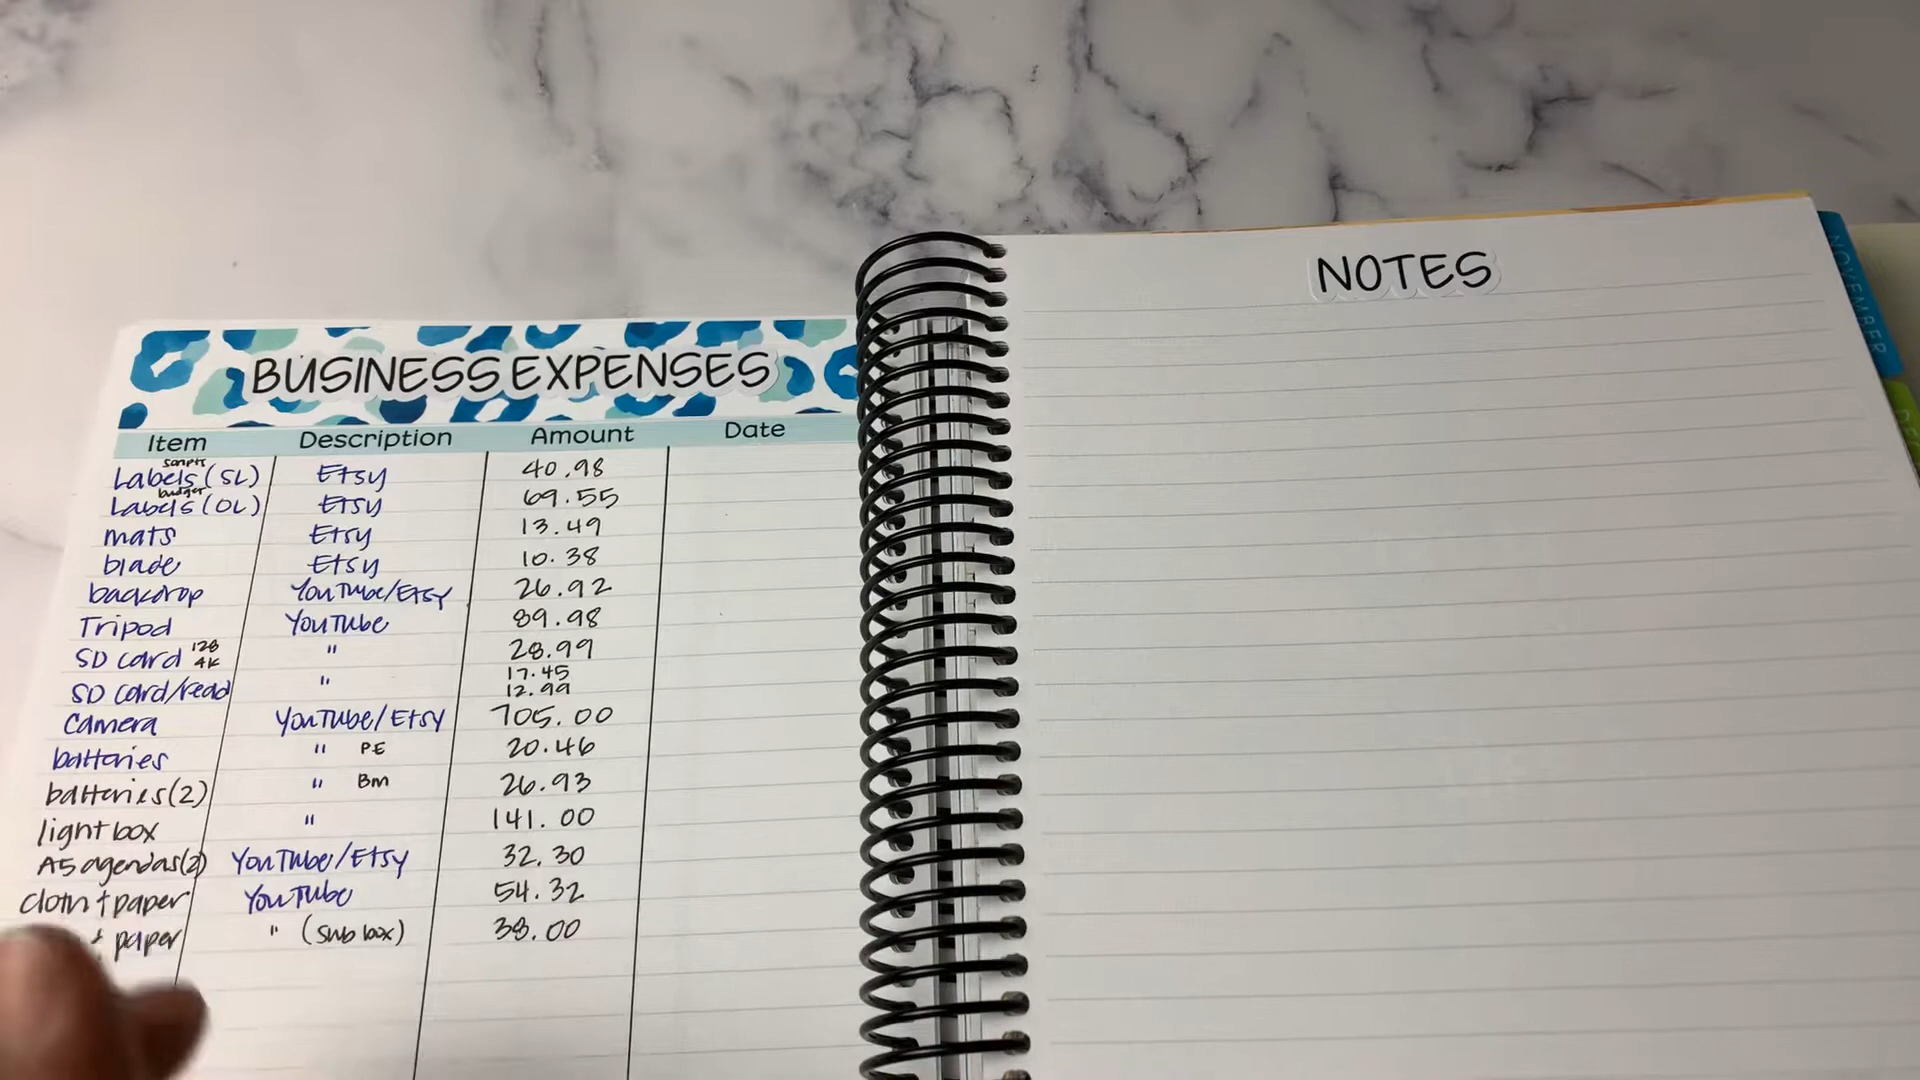 BUSINESS EXPENSES
Item Description Amount Date
scripts
Labels (SL) Etsy 40.98
budget
Labels (OL) Etsy 69.55
mats Etsy 13.49
blade Etsy 10.38
backdrop YouTube/Etsy 26.92
Tripod YouTube 89.98
SD card 128 4K " 28.99
SD card/read " 17.45
12.99
Camera YouTube/Etsy 705.00
batteries " PE 20.46
batteries (2) " Bm 26.93
light box " 141.00
A5 agendas(2) YouTube/Etsy 32.30
cloth + paper YouTube 54.32
+ paper " (sub box) 38.00
NOTES
NOVEMBER